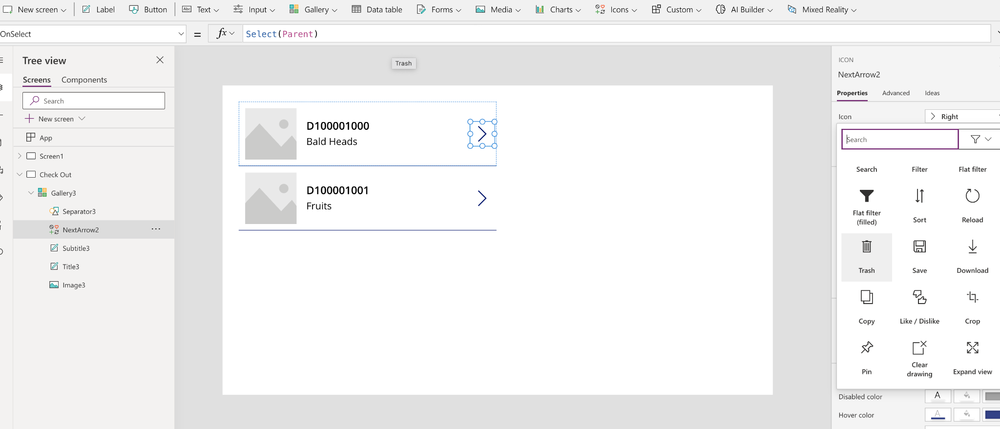 New screen
Label
Button
Abc Text
Input
Gallery
Data table
Forms
Media
Charts
Icons
Custom
AI Builder
Mixed Reality
OnSelect
=
fx
Select(Parent)
Tree view
Screens
Components
Search
New screen
App
Screen1
Check Out
Gallery3
Separator3
NextArrow2
...
Subtitle3
Title3
Image3
Trash
D100001000
Bald Heads
D100001001
Fruits
ICON
NextArrow2
Properties
Advanced
Ideas
Icon
Right
Search
Search
Filter
Flat filter
Flat filter
(filled)
Sort
Reload
Trash
Save
Download
Copy
Like / Dislike
Crop
Pin
Clear
drawing
Expand view
Disabled color
A
Hover color
A